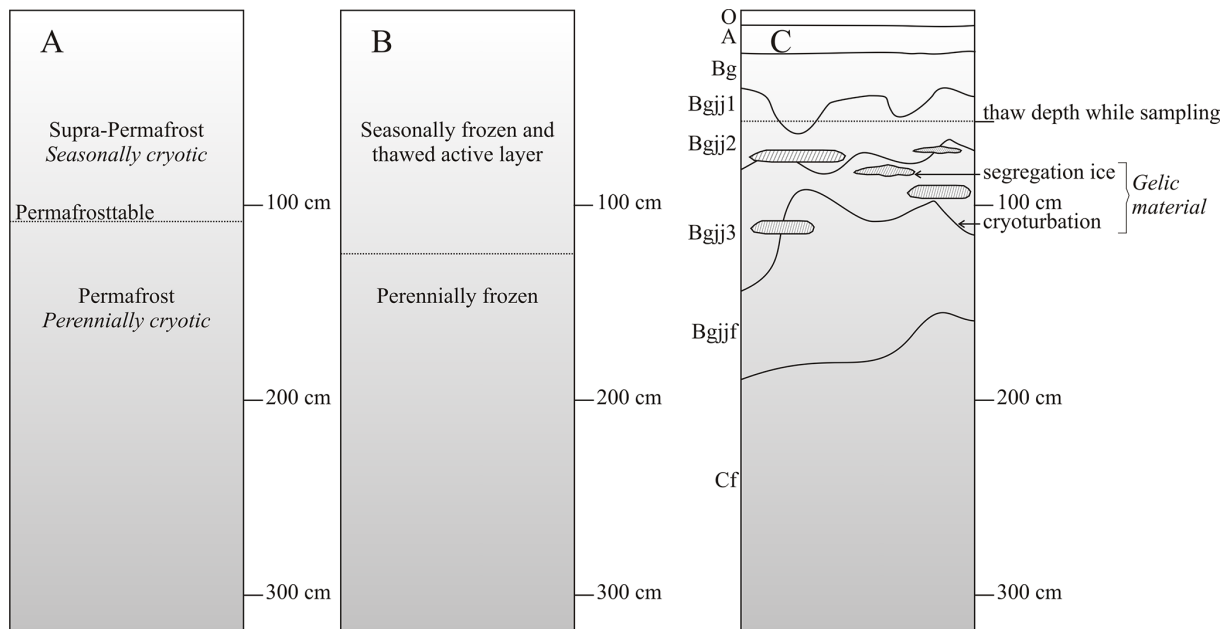 A
Supra-Permafrost
Seasonally cryotic
Permafrosttable
Permafrost
Perennially cryotic
100 cm
200 cm
300 cm
B
Seasonally frozen and
thawed active layer
Perennially frozen
100 cm
200 cm
300 cm
C
O
A
Bg
Bgjj1
Bgjj2
Bgjj3
Bgjjf
Cf
thaw depth while sampling
segregation ice
100 cm
cryoturbation
Gelic
material
200 cm
300 cm